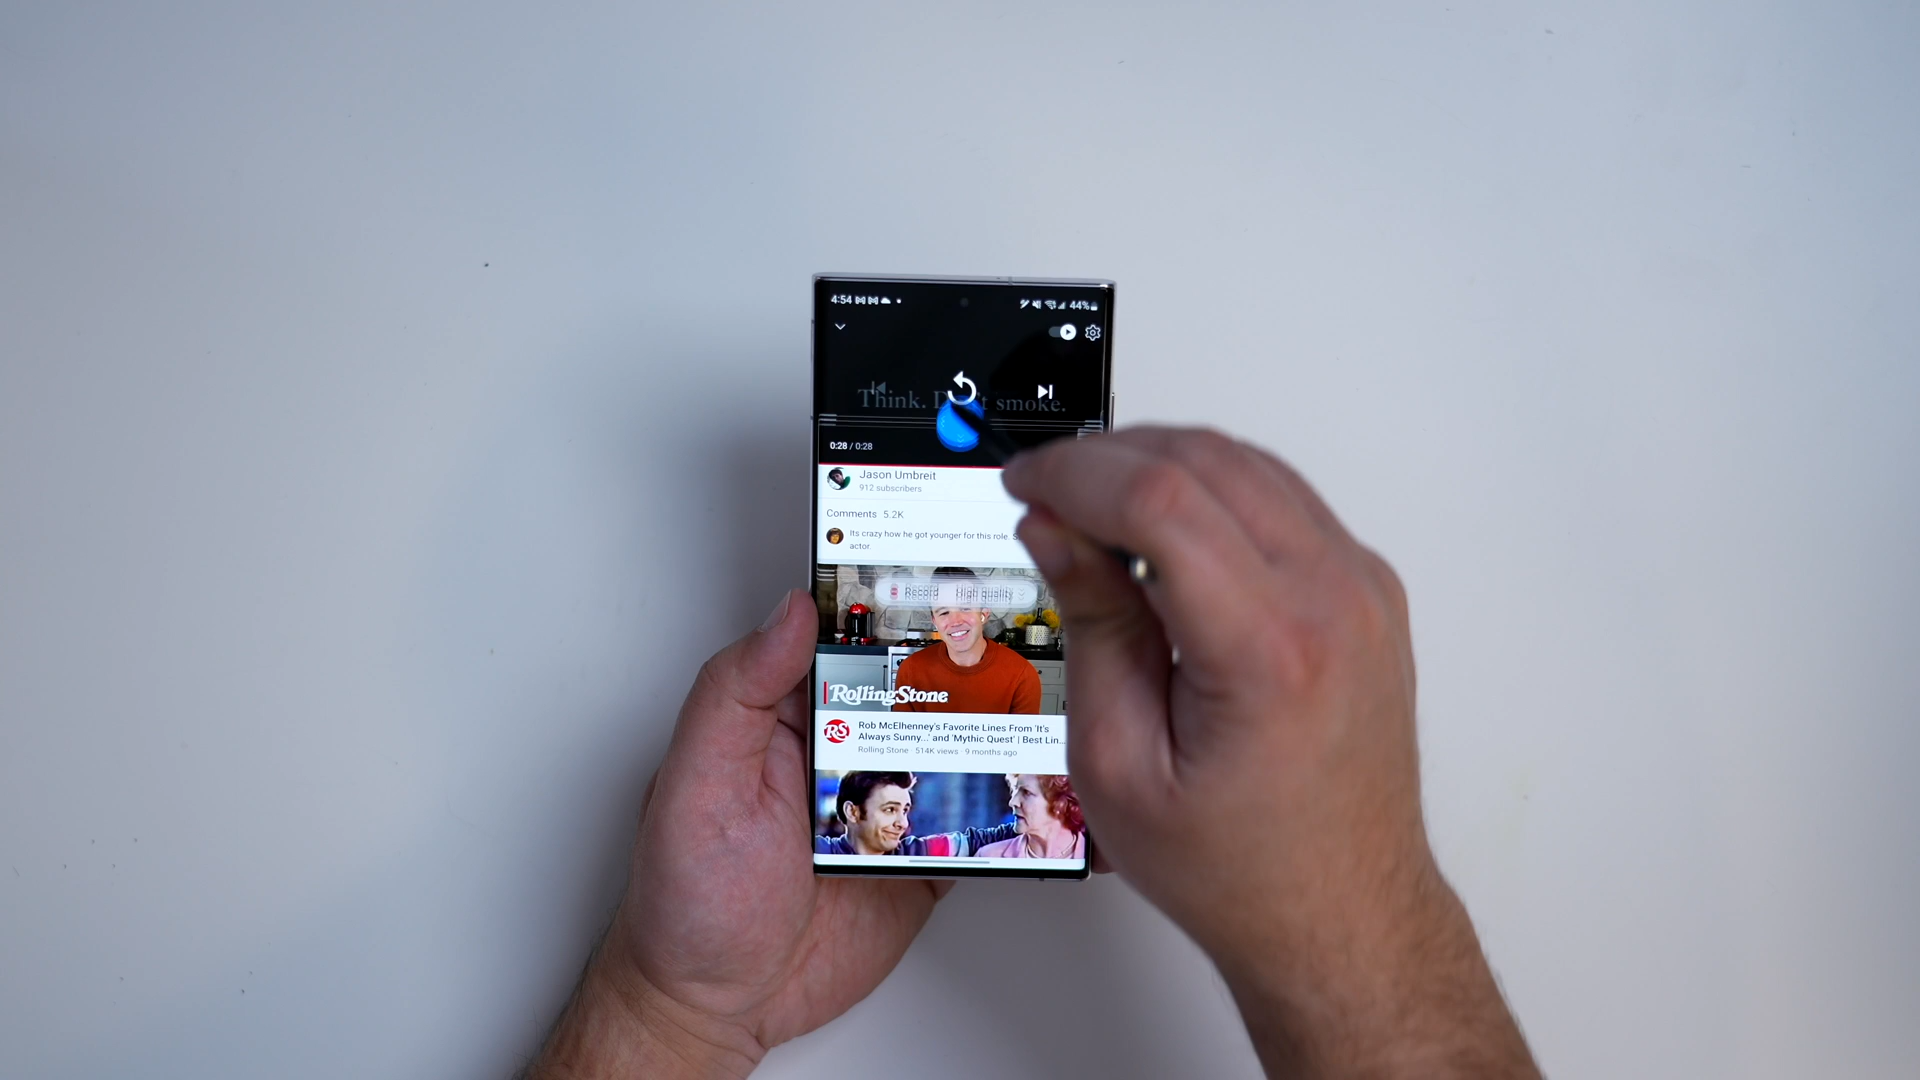 4:54
44%
Think. D t smoke.
0:28 / 0:28
Jason Umbreit
912 subscribers
Comments 5.2K
Its crazy how he got younger for this role.
actor.
Record High quality
RollingStone
RS
Rob McElhenney's Favorite Lines From 'It's
Always Sunny...' and 'Mythic Quest' | Best Lin...
Rolling Stone · 514K views · 9 months ago